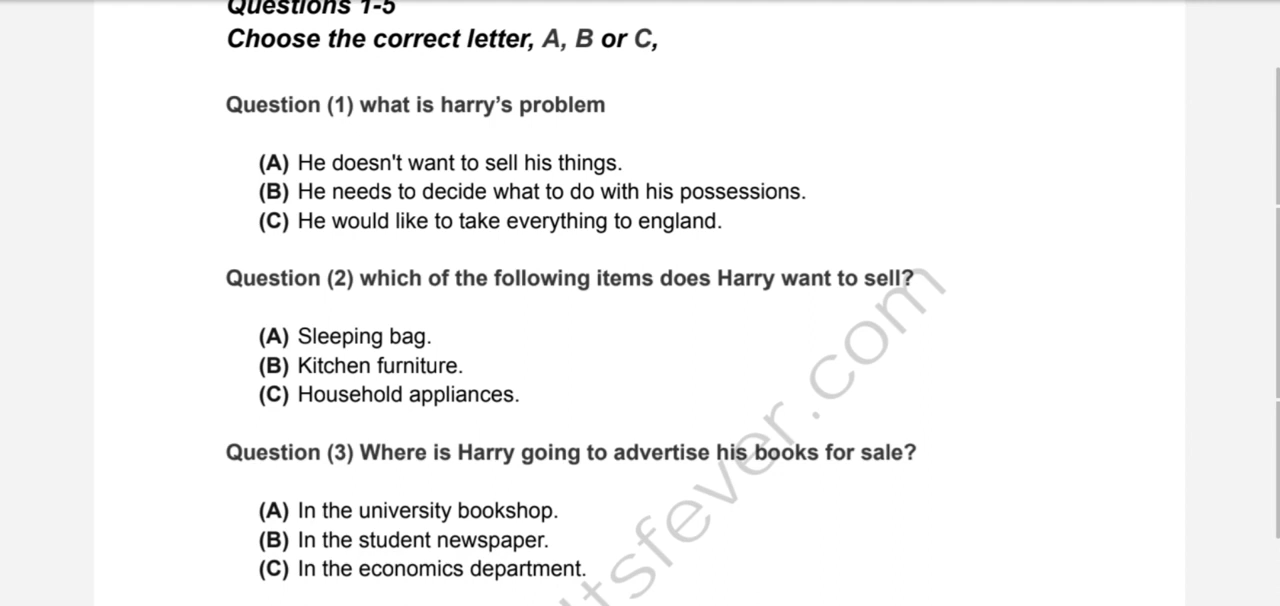 Questions 1-5
Choose the correct letter, A, B or C,
Question (1) what is harry’s problem
(A) He doesn't want to sell his things.
(B) He needs to decide what to do with his possessions.
(C) He would like to take everything to england.
Question (2) which of the following items does Harry want to sell?
(A) Sleeping bag.
(B) Kitchen furniture.
(C) Household appliances.
Question (3) Where is Harry going to advertise his books for sale?
(A) In the university bookshop.
(B) In the student newspaper.
(C) In the economics department.
ltsfever.com